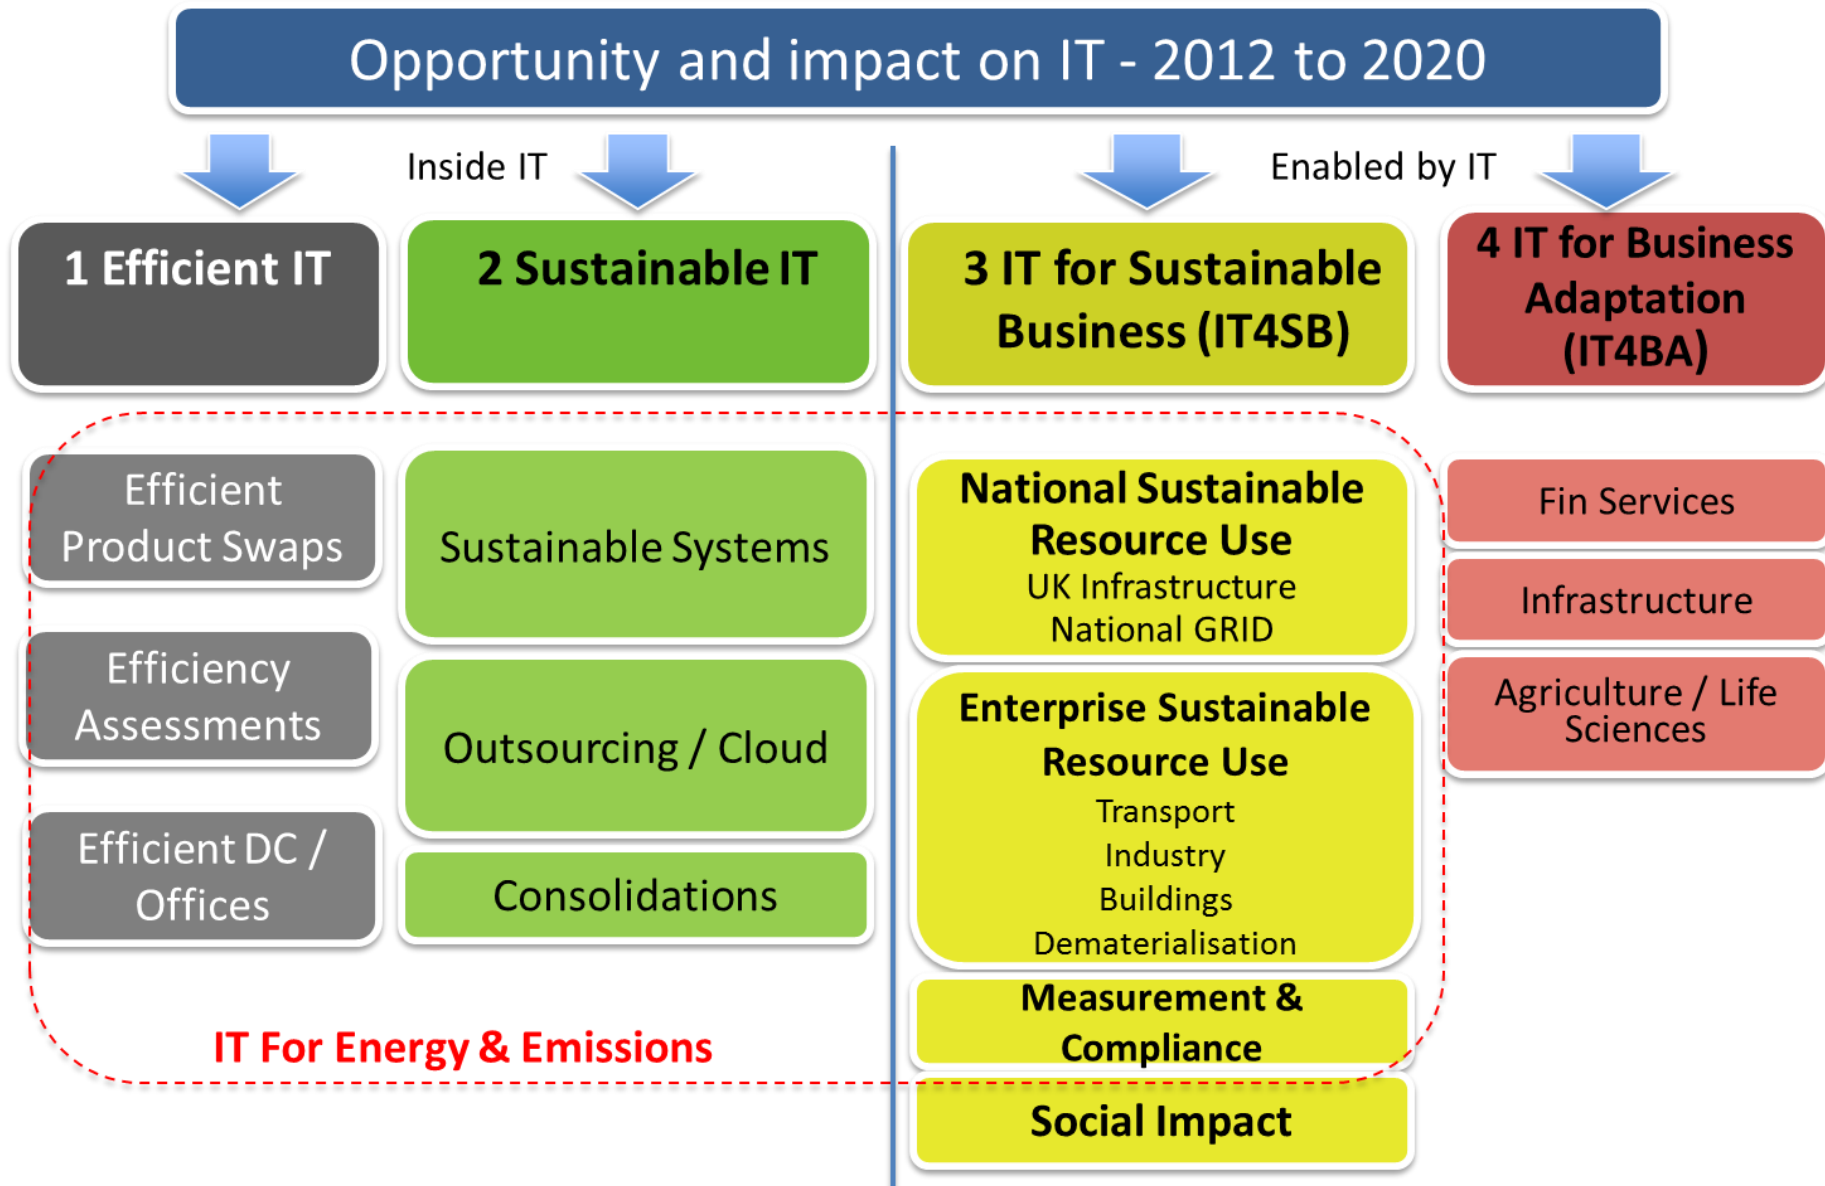 Opportunity and impact on IT - 2012 to 2020
Inside IT
Enabled by IT
1 Efficient IT
2 Sustainable IT
3 IT for Sustainable
Business (IT4SB)
4 IT for Business
Adaptation
(IT4BA)
Efficient
Product Swaps
Efficiency
Assessments
Efficient DC /
Offices
Sustainable Systems
Outsourcing / Cloud
Consolidations
National Sustainable
Resource Use
UK Infrastructure
National GRID
Enterprise Sustainable
Resource Use
Transport
Industry
Buildings
Dematerialisation
Measurement &
Compliance
Social Impact
Fin Services
Infrastructure
Agriculture / Life
Sciences
IT For Energy & Emissions